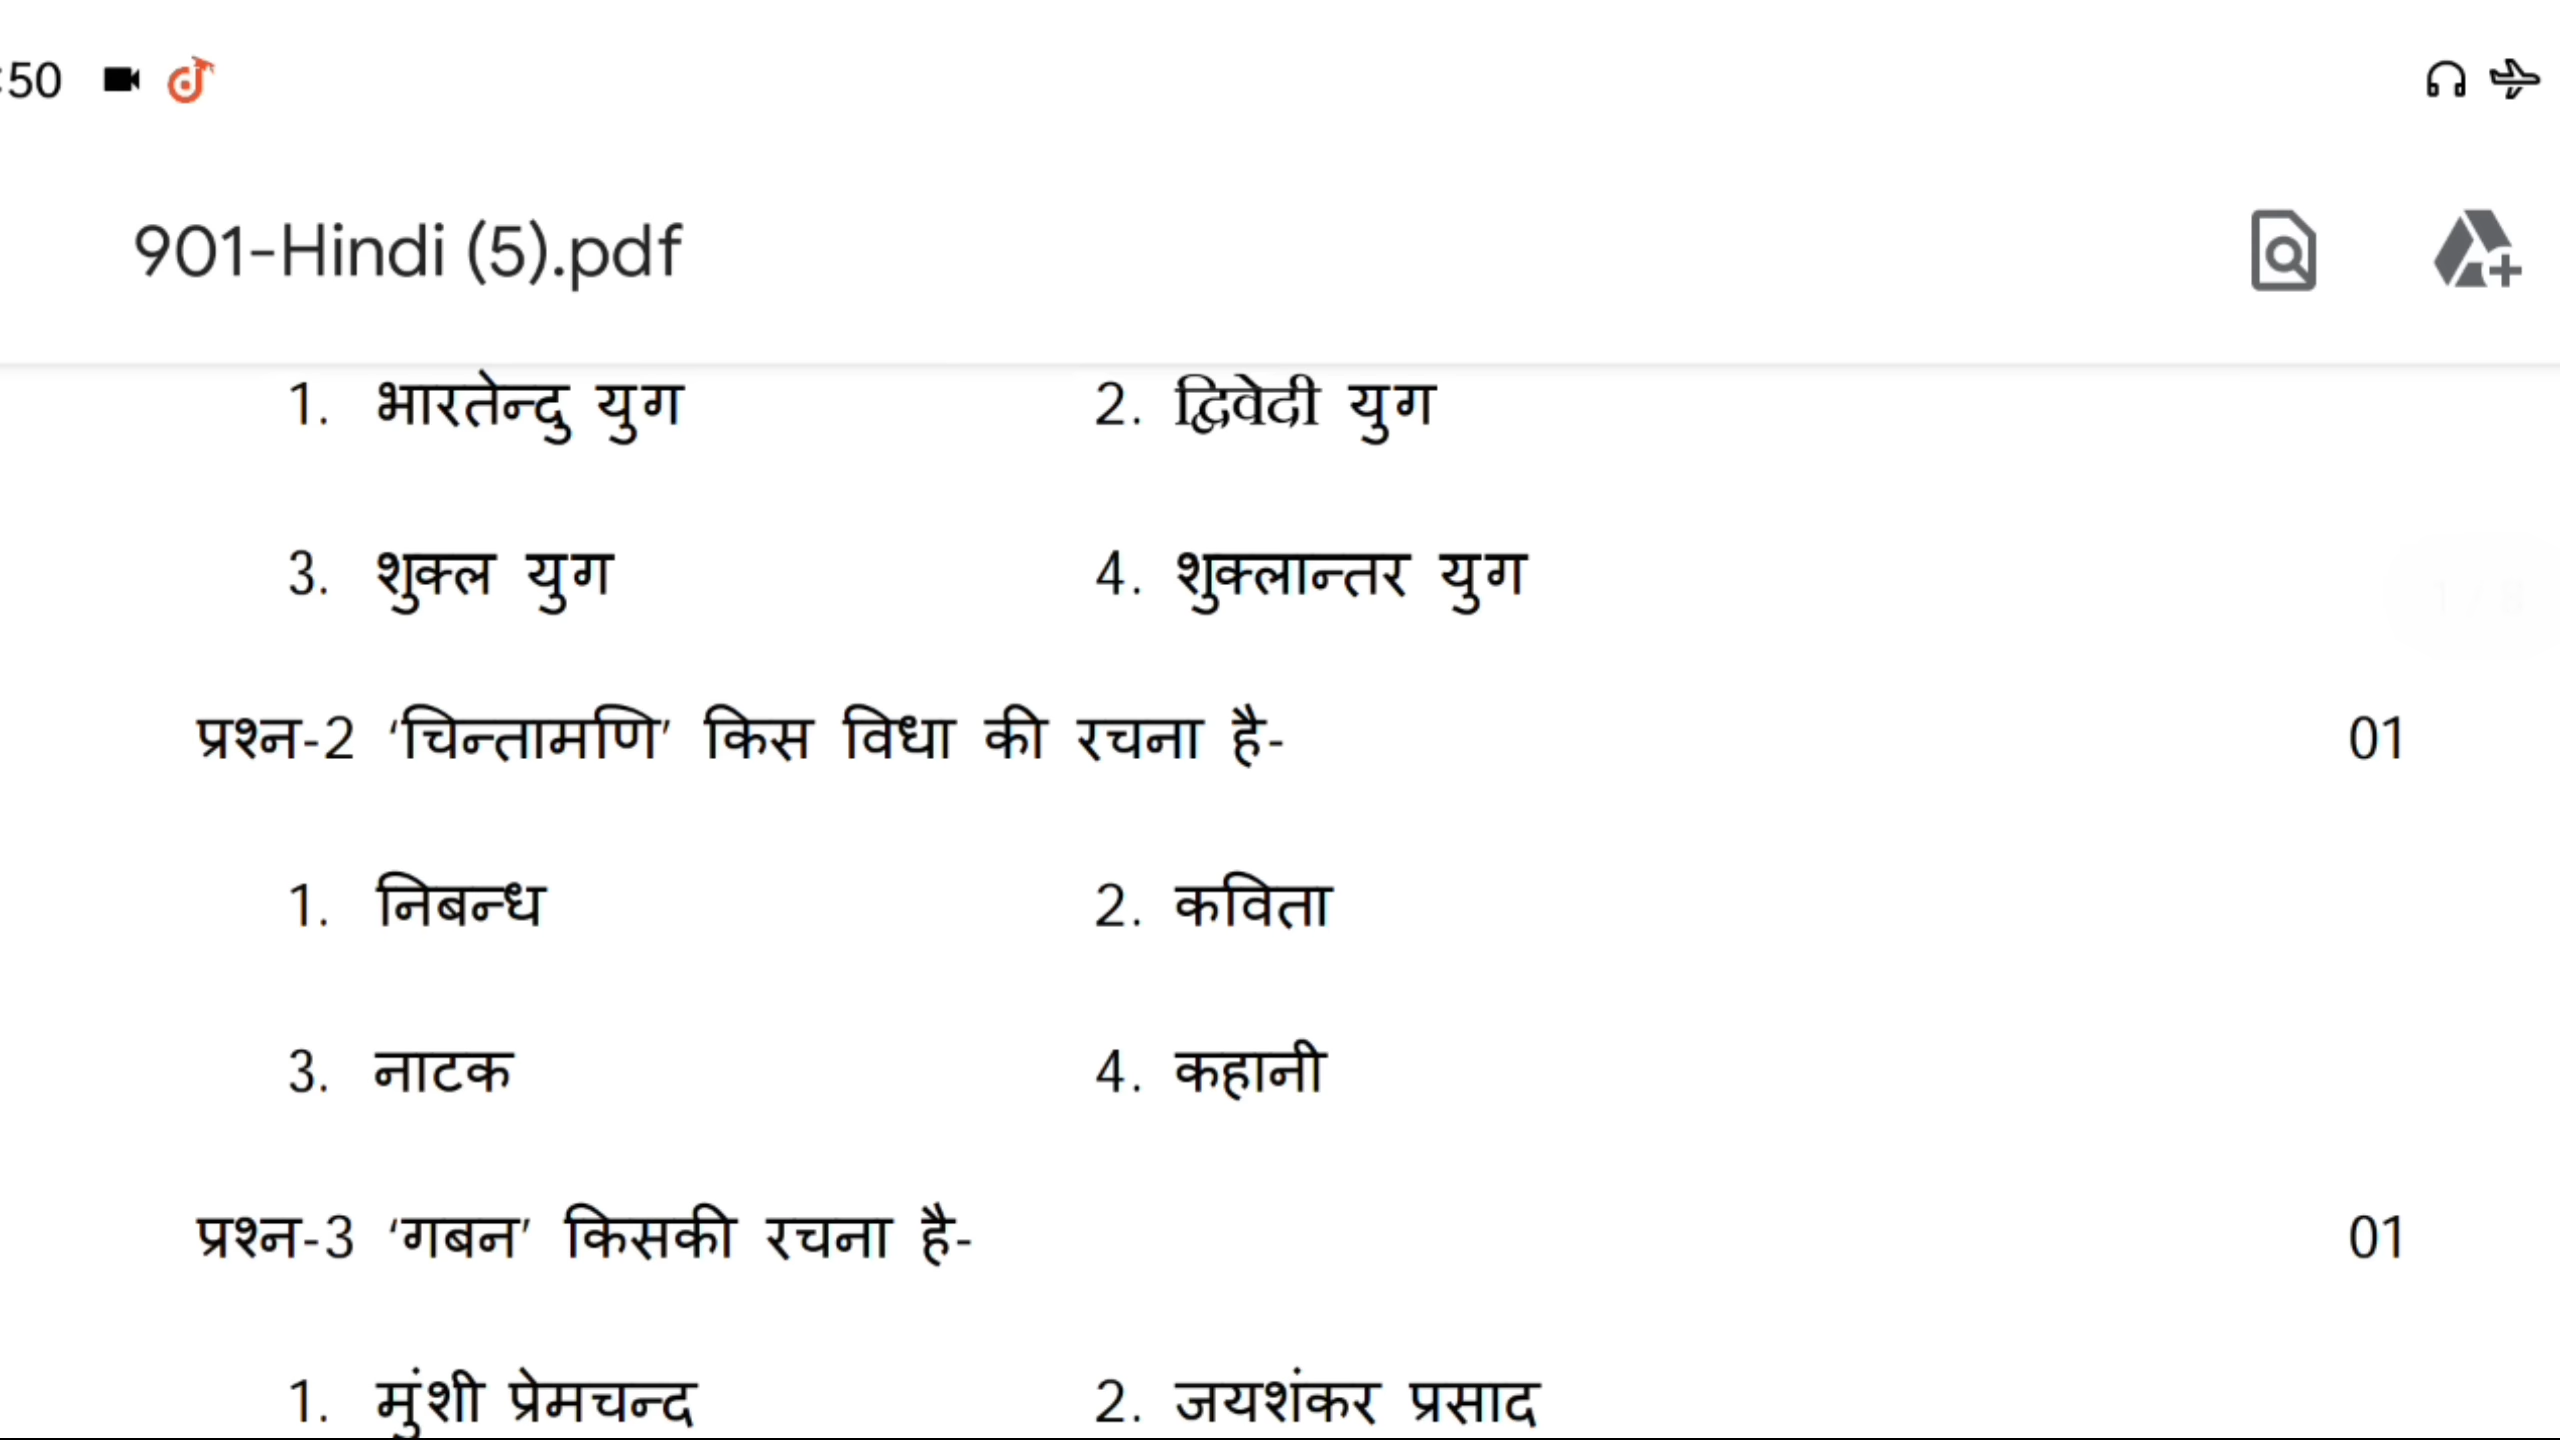 :50
901-Hindi (5).pdf
1. भारतेन्दु युग 2. द्विवेदी युग
3. शुक्ल युग 4. शुक्लान्तर युग
प्रश्न-2 ‘चिन्तामणि’ किस विधा की रचना है- 01
1. निबन्ध 2. कविता
3. नाटक 4. कहानी
प्रश्न-3 ‘गबन’ किसकी रचना है- 01
1. मुंशी प्रेमचन्द 2. जयशंकर प्रसाद